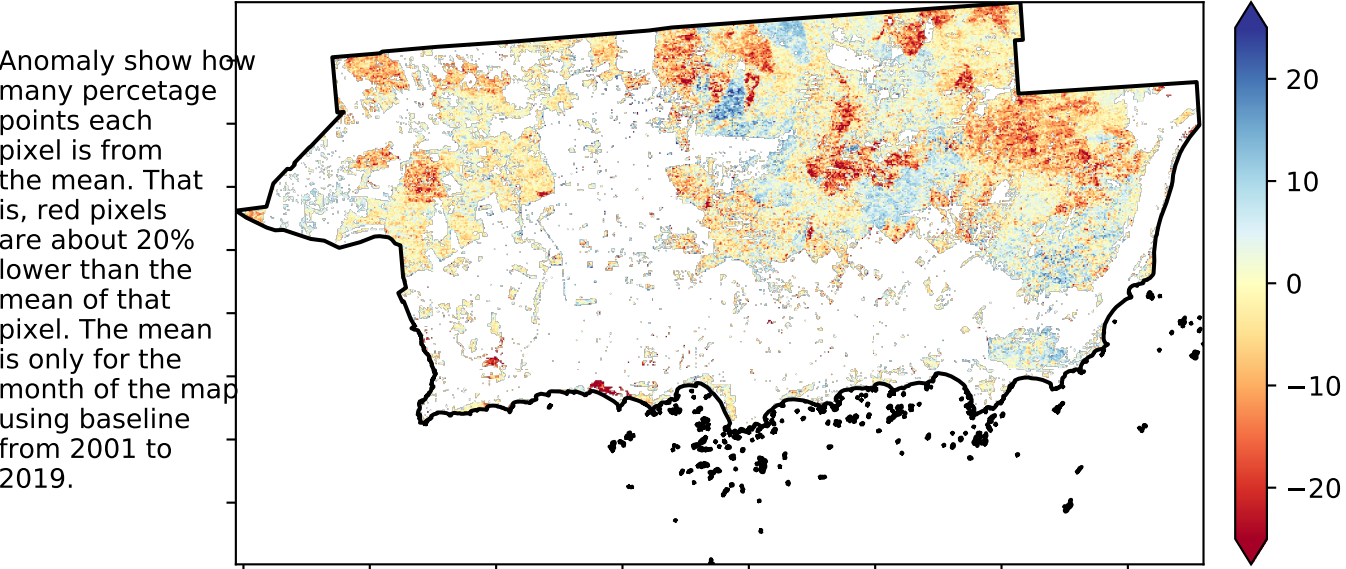 Anomaly show how
many percetage
points each
pixel is from
the mean. That
is, red pixels
are about 20%
lower than the
mean of that
pixel. The mean
is only for the
month of the map
using baseline
from 2001 to
2019.
20
10
0
−10
−20